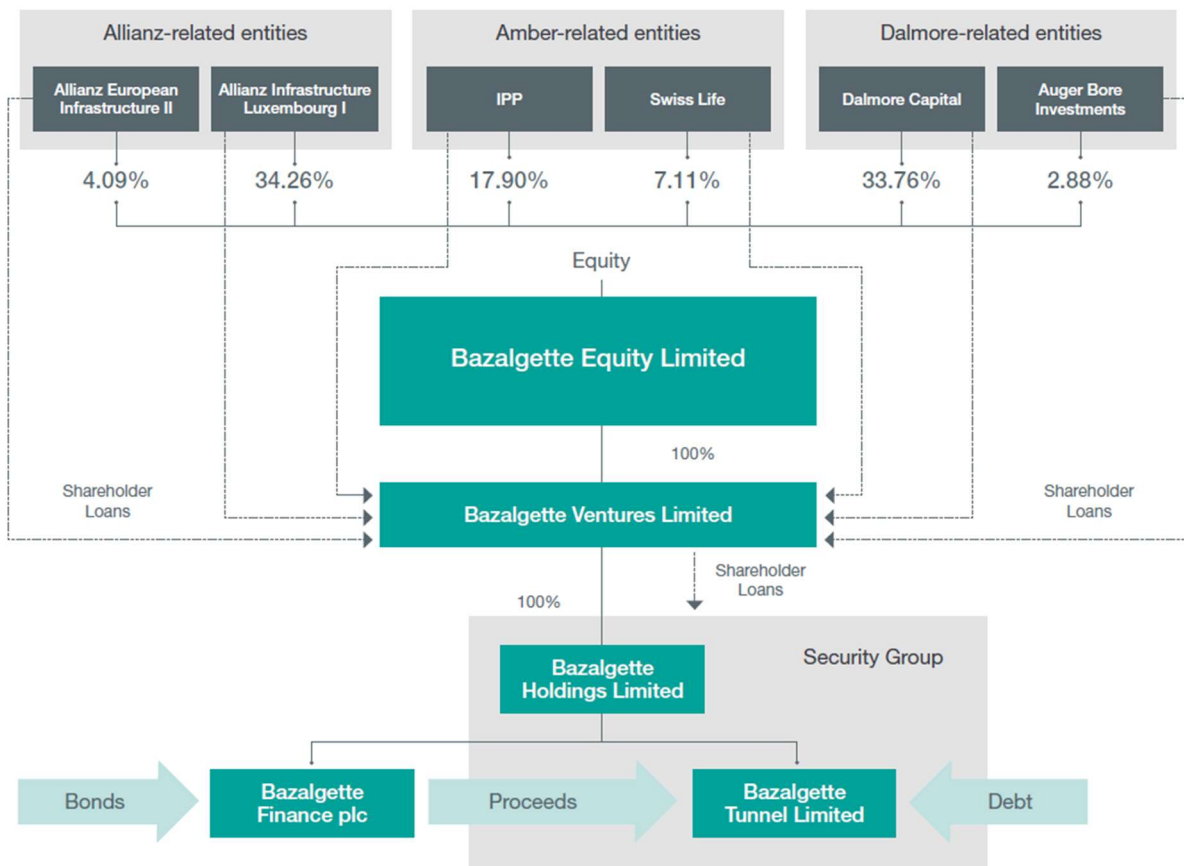 Allianz-related entities
Amber-related entities
Dalmore-related entities
Allianz European
Infrastructure II
Allianz Infrastructure
Luxembourg I
IPP
Swiss Life
Dalmore Capital
Auger Bore
Investments
4.09%
34.26%
17.90%
7.11%
33.76%
2.88%
Equity
Bazalgette Equity Limited
100%
Shareholder
Loans
Bazalgette Ventures Limited
Shareholder
Loans
100%
Shareholder
Loans
Security Group
Bazalgette
Holdings Limited
Bonds
Bazalgette
Finance plc
Proceeds
Bazalgette
Tunnel Limited
Debt